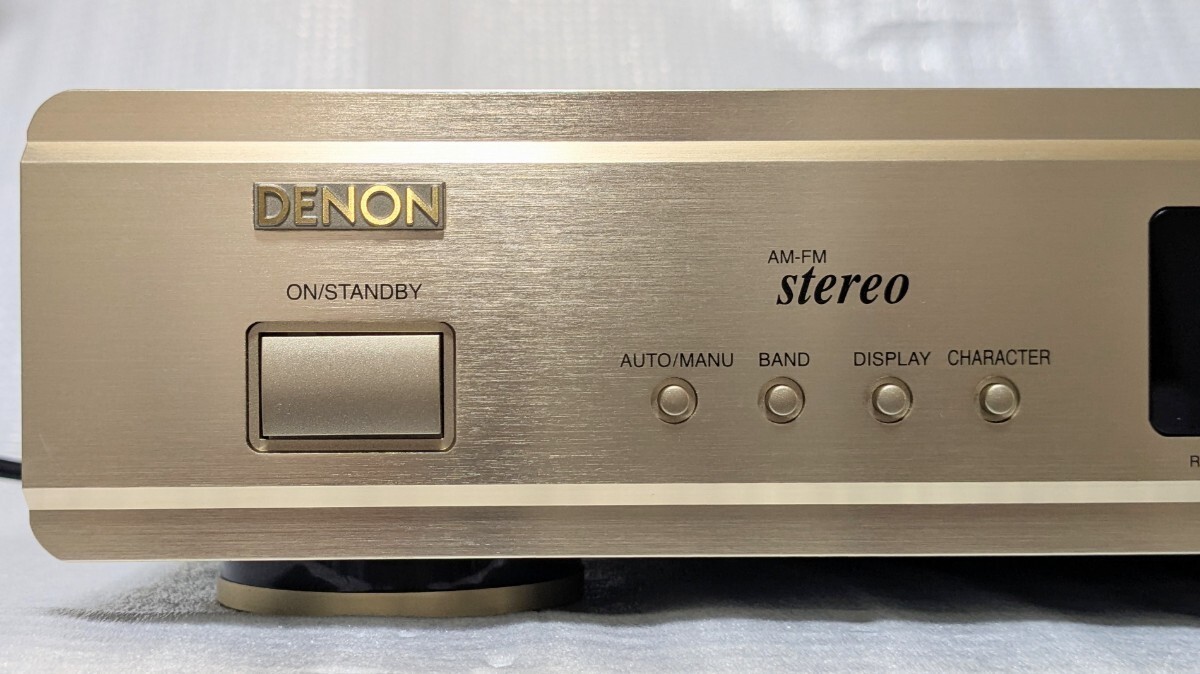 DENON
ON/STANDBY
AM-FM
stereo
AUTO/MANU BAND DISPLAY CHARACTER
R